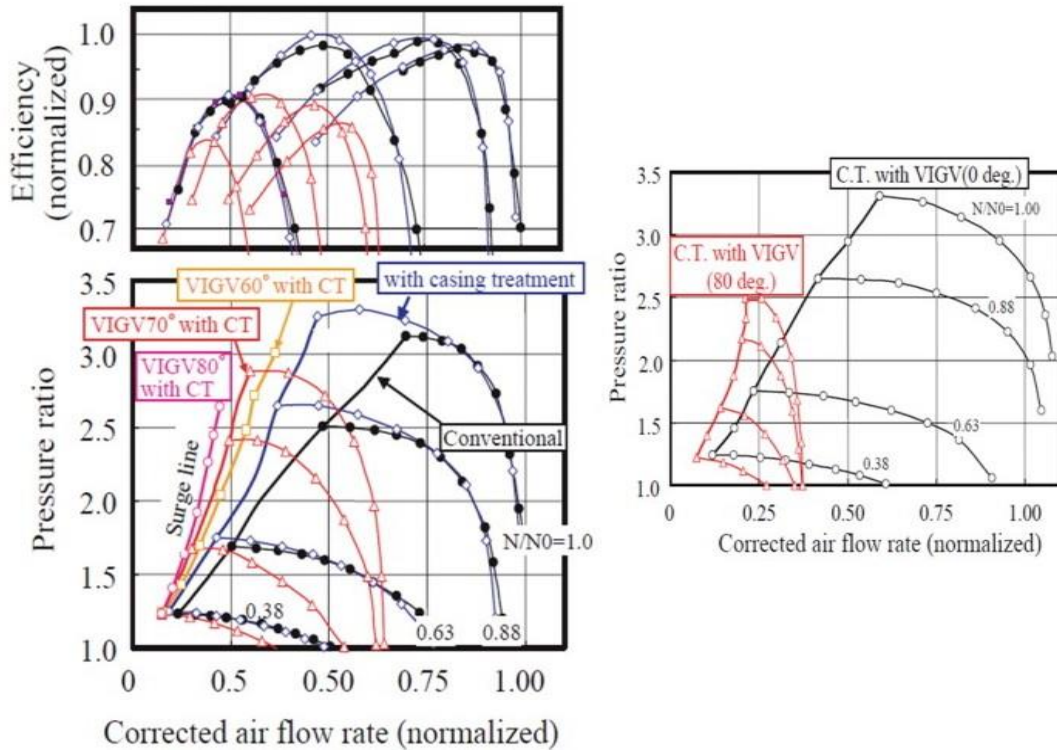 Efficiency
(normalized)
1.0
0.9
0.8
0.7
Pressure ratio
3.5
3.0
2.5
2.0
1.5
1.0
VIGV60° with CT
with casing treatment
VIGV70° with CT
VIGV80°
with CT
Surge line
Conventional
N/N0=1.0
0.38
0.63
0.88
0
0.5
0.50
0.75
1.00
Corrected air flow rate (normalized)
Pressure ratio
3.5
3.0
2.5
2.0
1.5
1.0
C.T. with VIGV(0 deg.)
N/N0=1.00
C.T. with VIGV
(80 deg.)
0.88
0.63
0.38
0
0.25
0.50
0.75
1.00
Corrected air flow rate (normalized)